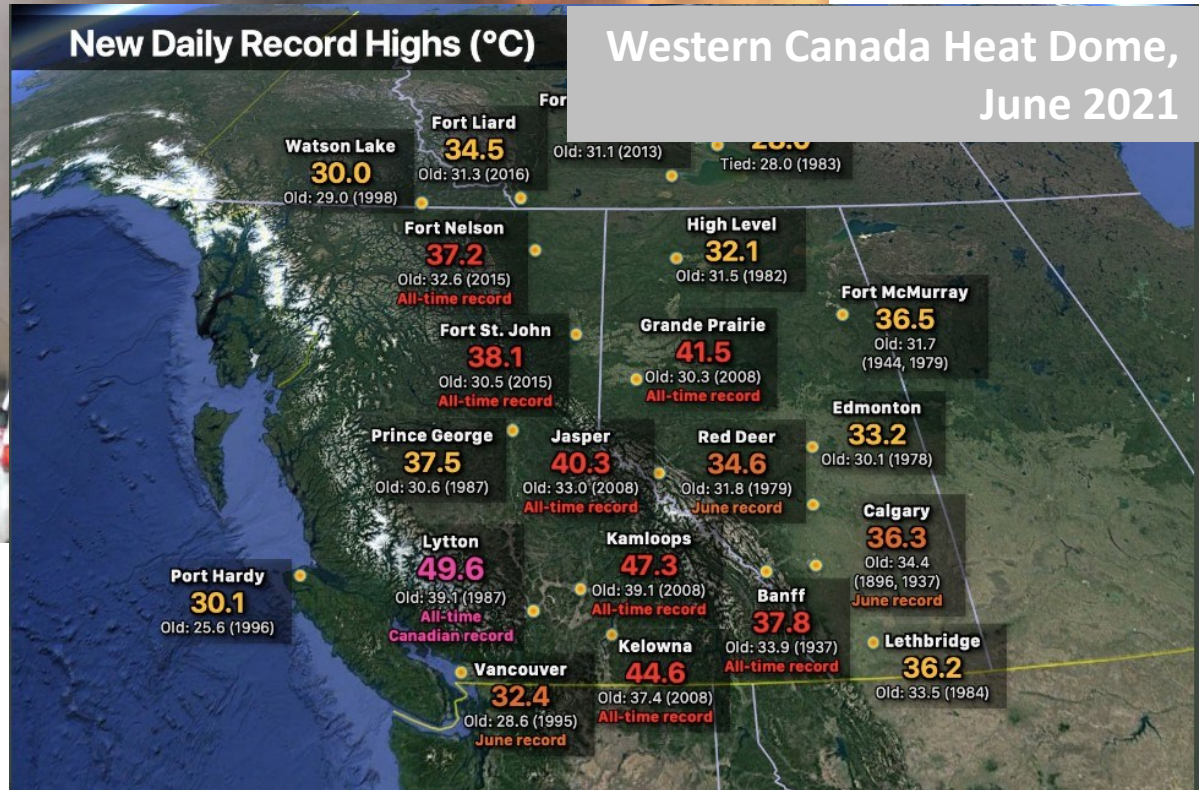 New Daily Record Highs (°C)
Western Canada Heat Dome,
June 2021
For
Fort Liard
34.5
Old: 31.3 (2016)
Old: 31.1 (2013)
Tied: 28.0 (1983)
Watson Lake
30.0
Old: 29.0 (1998)
Fort Nelson
37.2
Old: 32.6 (2015)
All-time record
High Level
32.1
Old: 31.5 (1982)
Fort McMurray
36.5
Old: 31.7
(1944, 1979)
Fort St. John
38.1
Old: 30.5 (2015)
All-time record
Grande Prairie
41.5
Old: 30.3 (2008)
All-time record
Edmonton
33.2
Old: 30.1 (1978)
Prince George
37.5
Old: 30.6 (1987)
Jasper
40.3
Old: 33.0 (2008)
All-time record
Red Deer
34.6
Old: 31.8 (1979)
June record
Calgary
36.3
Old: 34.4
(1896, 1937)
June record
Port Hardy
30.1
Old: 25.6 (1996)
Lytton
49.6
Old: 39.1 (1987)
All-time
Canadian record
Kamloops
47.3
Old: 39.1 (2008)
All-time record
Banff
37.8
Old: 33.9 (1937)
All-time record
Lethbridge
36.2
Old: 33.5 (1984)
Vancouver
32.4
Old: 28.6 (1995)
June record
Kelowna
44.6
Old: 37.4 (2008)
All-time record